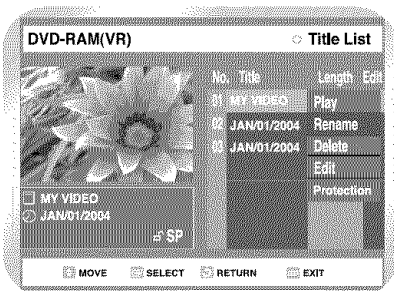 DVD-RAM(VR) Title List
No. Title Length Edit
01 MY VIDEO Play
02 JAN/01/2004 Rename
03 JAN/01/2004 Delete
Edit
Protection
MY VIDEO
JAN/01/2004
SP
MOVE SELECT RETURN EXIT